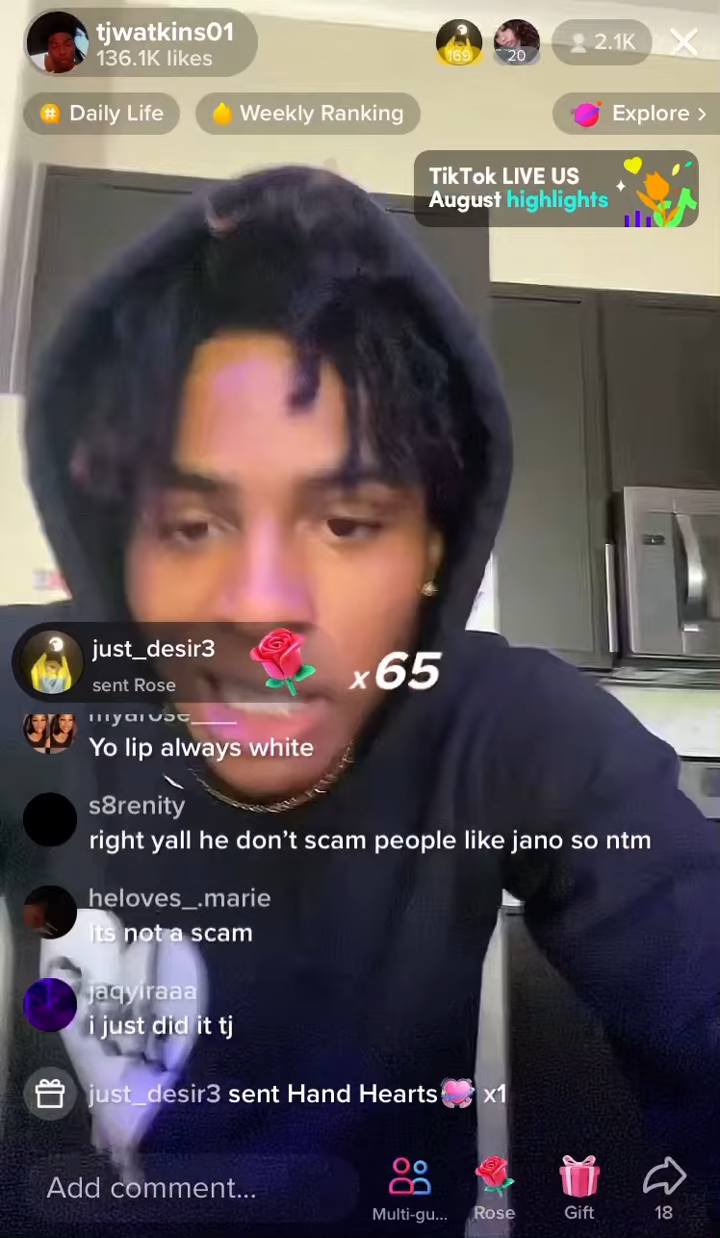 tjwatkins01
136.1K likes
169
20
2.1K
Daily Life
Weekly Ranking
Explore >
TikTok LIVE US
August highlights
just_desir3
sent Rose
x65
myarose___
Yo lip always white
s8renity
right yall he don't scam people like jano so ntm
heloves_.marie
its not a scam
jaqyiraaa
i just did it tj
just_desir3 sent Hand Hearts x1
Add comment...
Multi-gu...
Rose
Gift
18